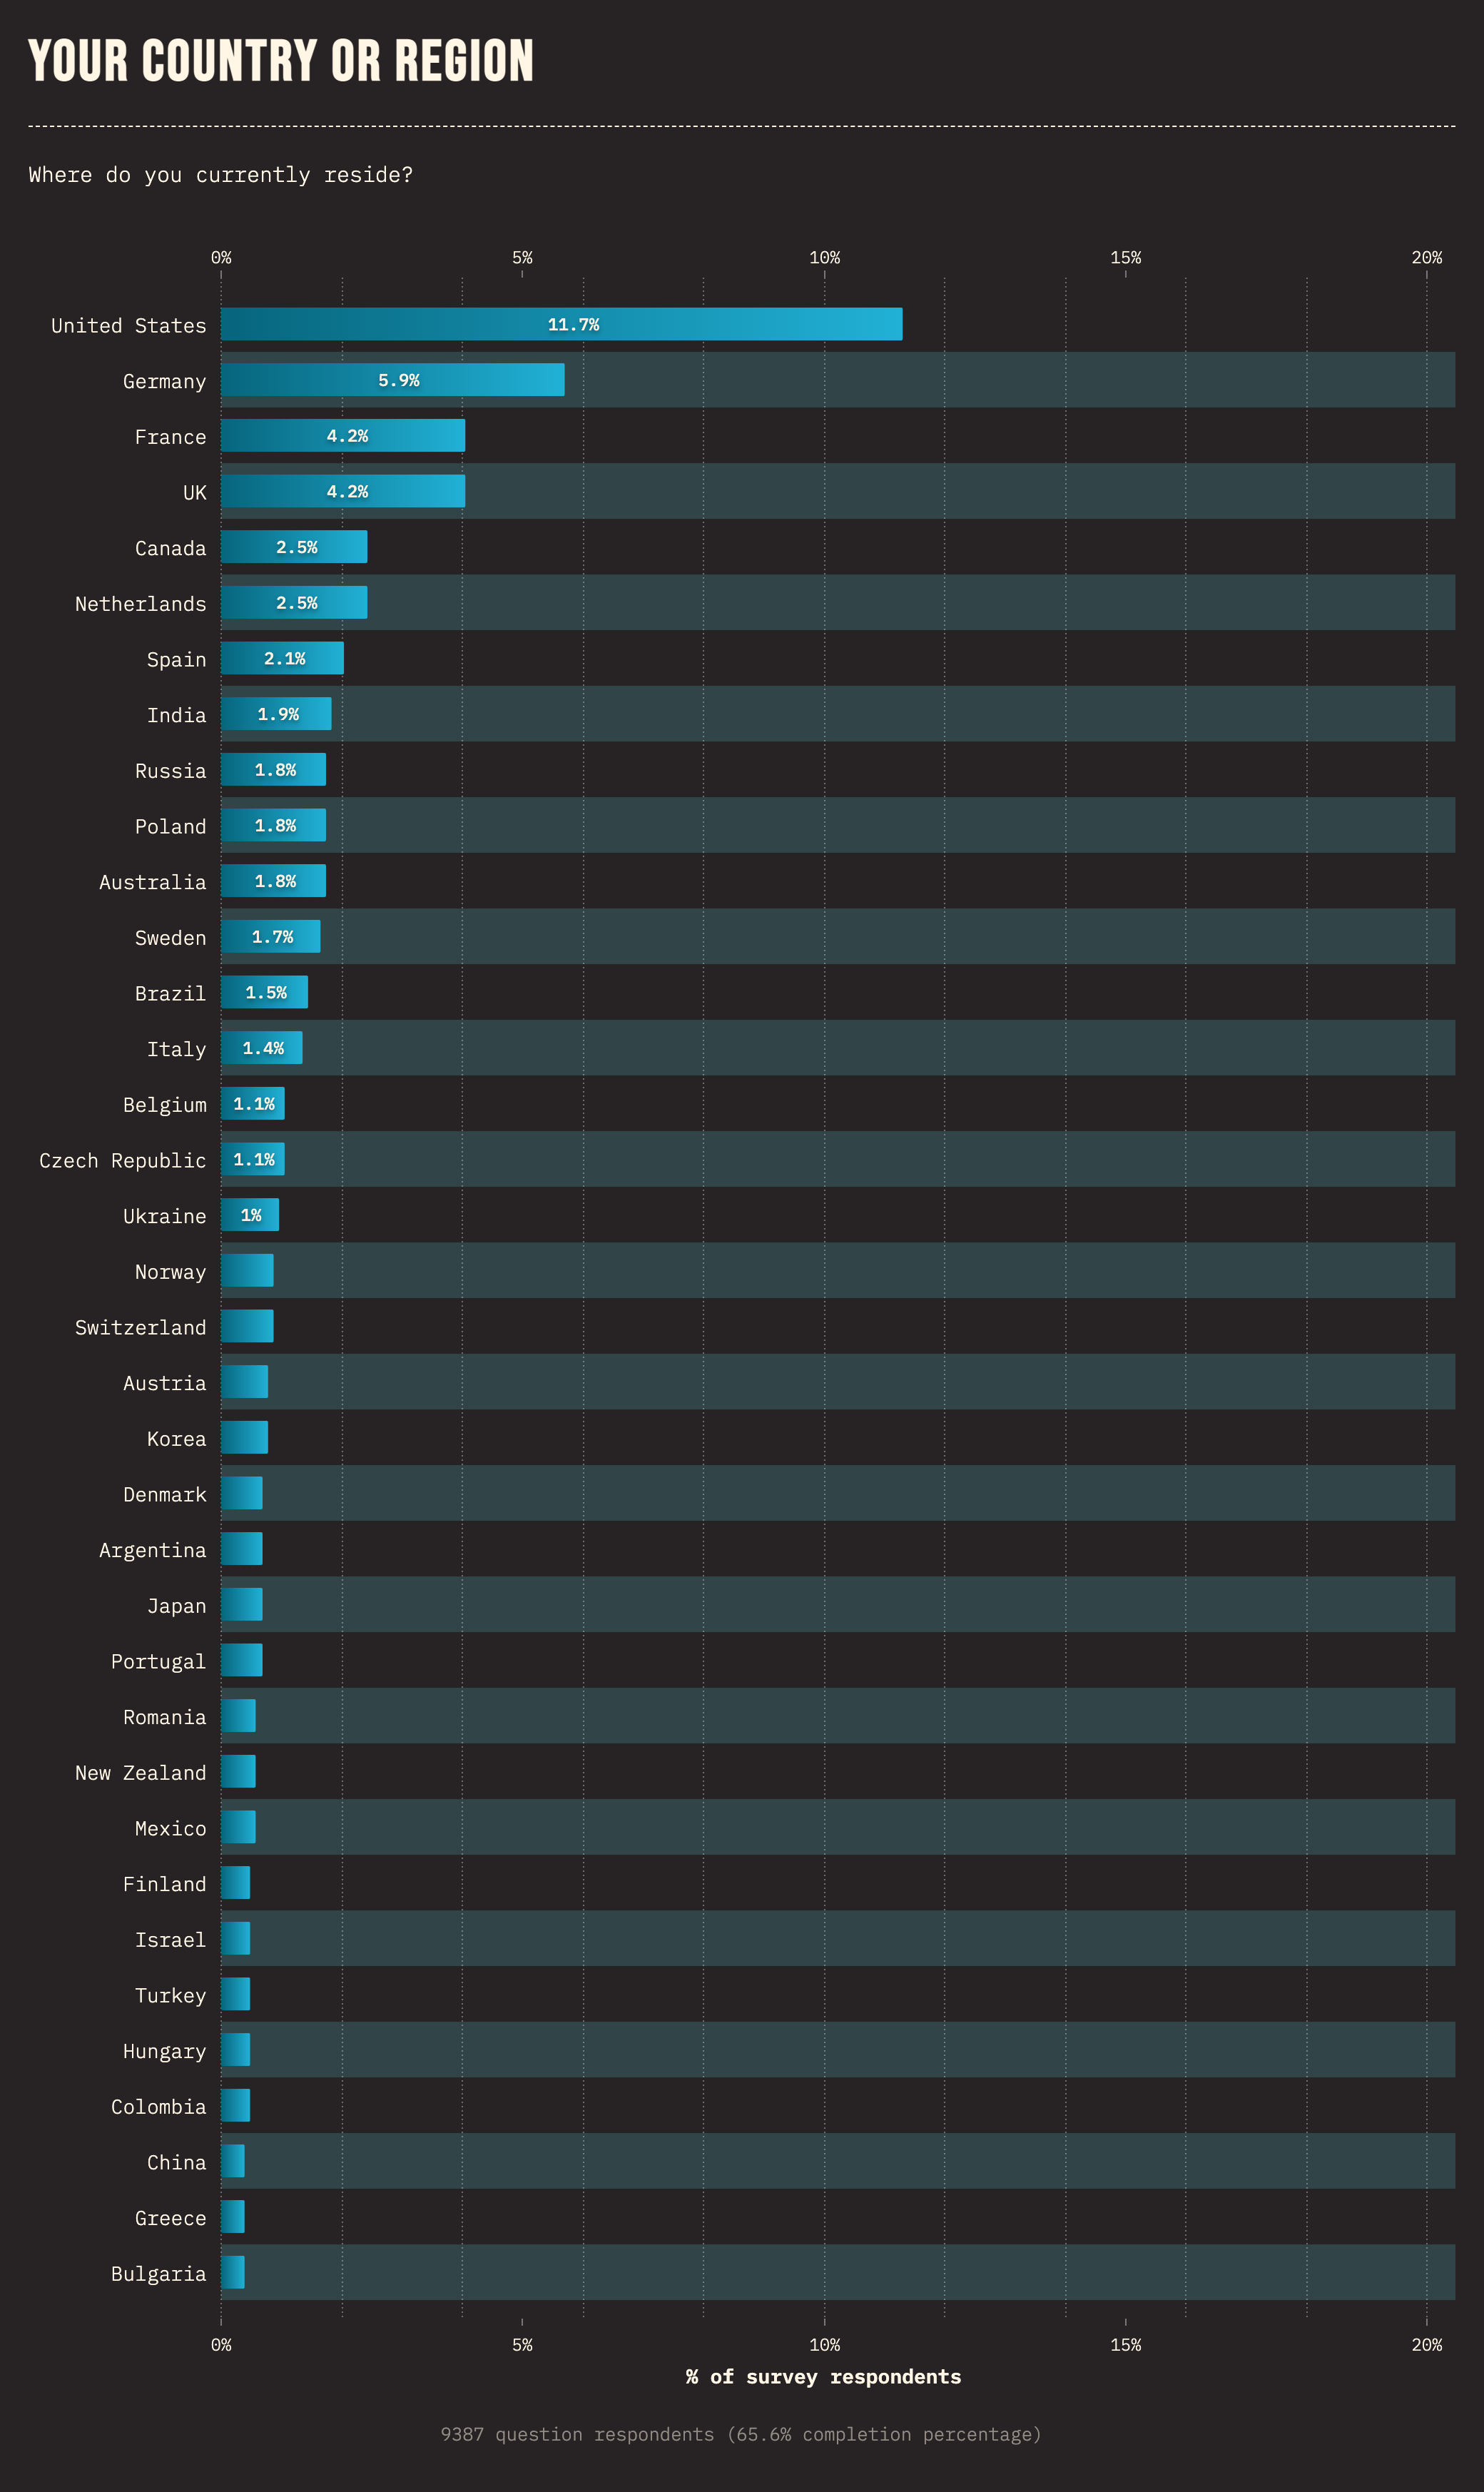 YOUR COUNTRY OR REGION
Where do you currently reside?
0% 5% 10% 15% 20%
United States 11.7%
Germany 5.9%
France 4.2%
UK 4.2%
Canada 2.5%
Netherlands 2.5%
Spain 2.1%
India 1.9%
Russia 1.8%
Poland 1.8%
Australia 1.8%
Sweden 1.7%
Brazil 1.5%
Italy 1.4%
Belgium 1.1%
Czech Republic 1.1%
Ukraine 1%
Norway
Switzerland
Austria
Korea
Denmark
Argentina
Japan
Portugal
Romania
New Zealand
Mexico
Finland
Israel
Turkey
Hungary
Colombia
China
Greece
Bulgaria
0% 5% 10% 15% 20%
% of survey respondents
9387 question respondents (65.6% completion percentage)